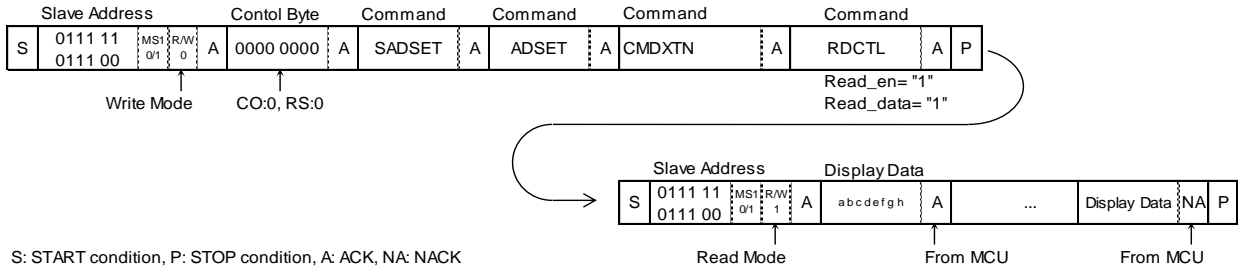 Slave Address Contol Byte Command Command Command Command
S 0111 11 0111 00 MS1 0/1 R/W 0 A 0000 0000 A SADSET A ADSET A CMDXTN A RDCTL A P
Write Mode CO:0, RS:0 Read_en= "1"
Read_data= "1"
Slave Address Display Data
S 0111 11 0111 00 MS1 0/1 R/W 1 A a b c d e f g h A ... Display Data NA P
S: START condition, P: STOP condition, A: ACK, NA: NACK Read Mode From MCU From MCU